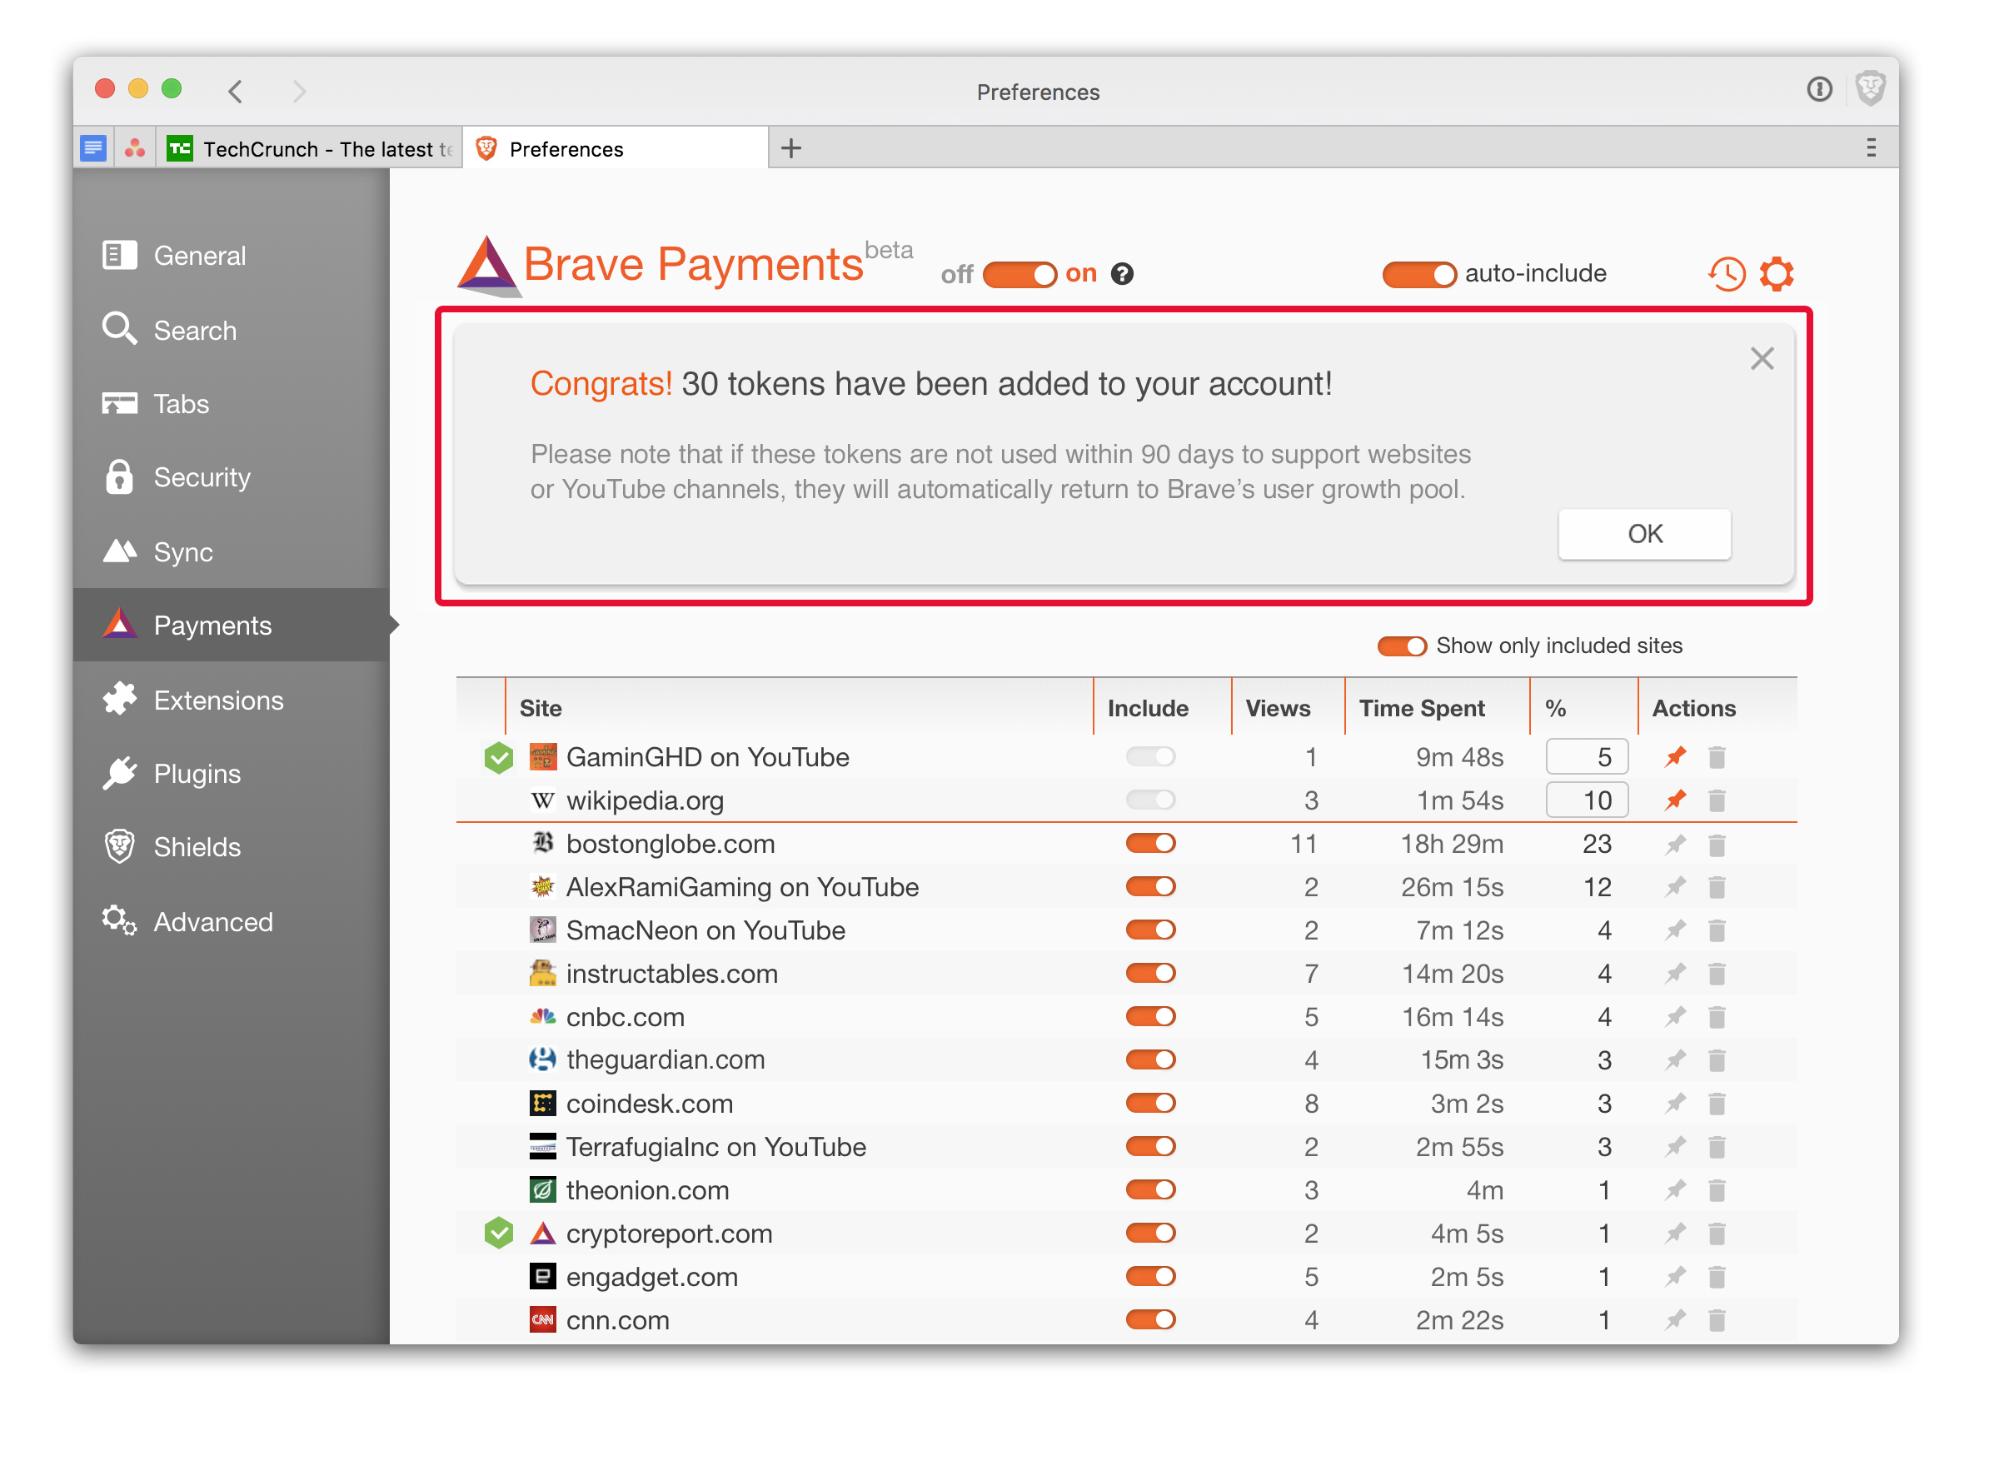 Preferences
TechCrunch - The latest te
Preferences
General
Search
Tabs
Security
Sync
Payments
Extensions
Plugins
Shields
Advanced
Brave Payments beta
off on ?
auto-include
Congrats! 30 tokens have been added to your account!
Please note that if these tokens are not used within 90 days to support websites
or YouTube channels, they will automatically return to Brave’s user growth pool.
OK
Show only included sites
Site Include Views Time Spent % Actions
GaminGHD on YouTube 1 9m 48s 5
W wikipedia.org 3 1m 54s 10
bostonglobe.com 11 18h 29m 23
AlexRamiGaming on YouTube 2 26m 15s 12
SmacNeon on YouTube 2 7m 12s 4
instructables.com 7 14m 20s 4
cnbc.com 5 16m 14s 4
theguardian.com 4 15m 3s 3
coindesk.com 8 3m 2s 3
TerrafugiaInc on YouTube 2 2m 55s 3
theonion.com 3 4m 1
cryptoreport.com 2 4m 5s 1
engadget.com 5 2m 5s 1
CNN cnn.com 4 2m 22s 1